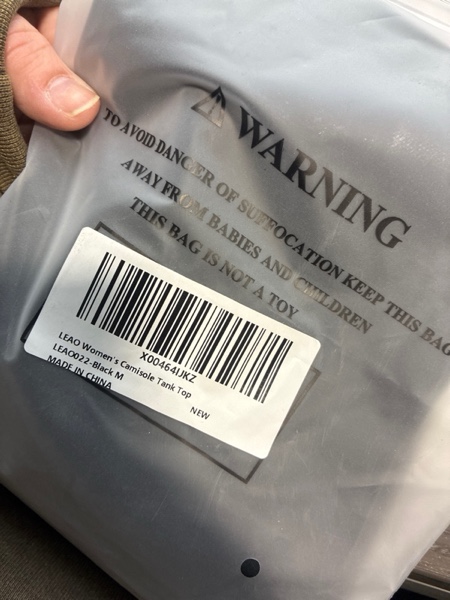 ⚠ WARNING
TO AVOID DANGER OF SUFFOCATION KEEP THIS BAG
AWAY FROM BABIES AND CHILDREN
THIS BAG IS NOT A TOY
X00464IJKZ
LEAO Women's Camisole Tank Top
LEAO022-Black M
NEW
MADE IN CHINA